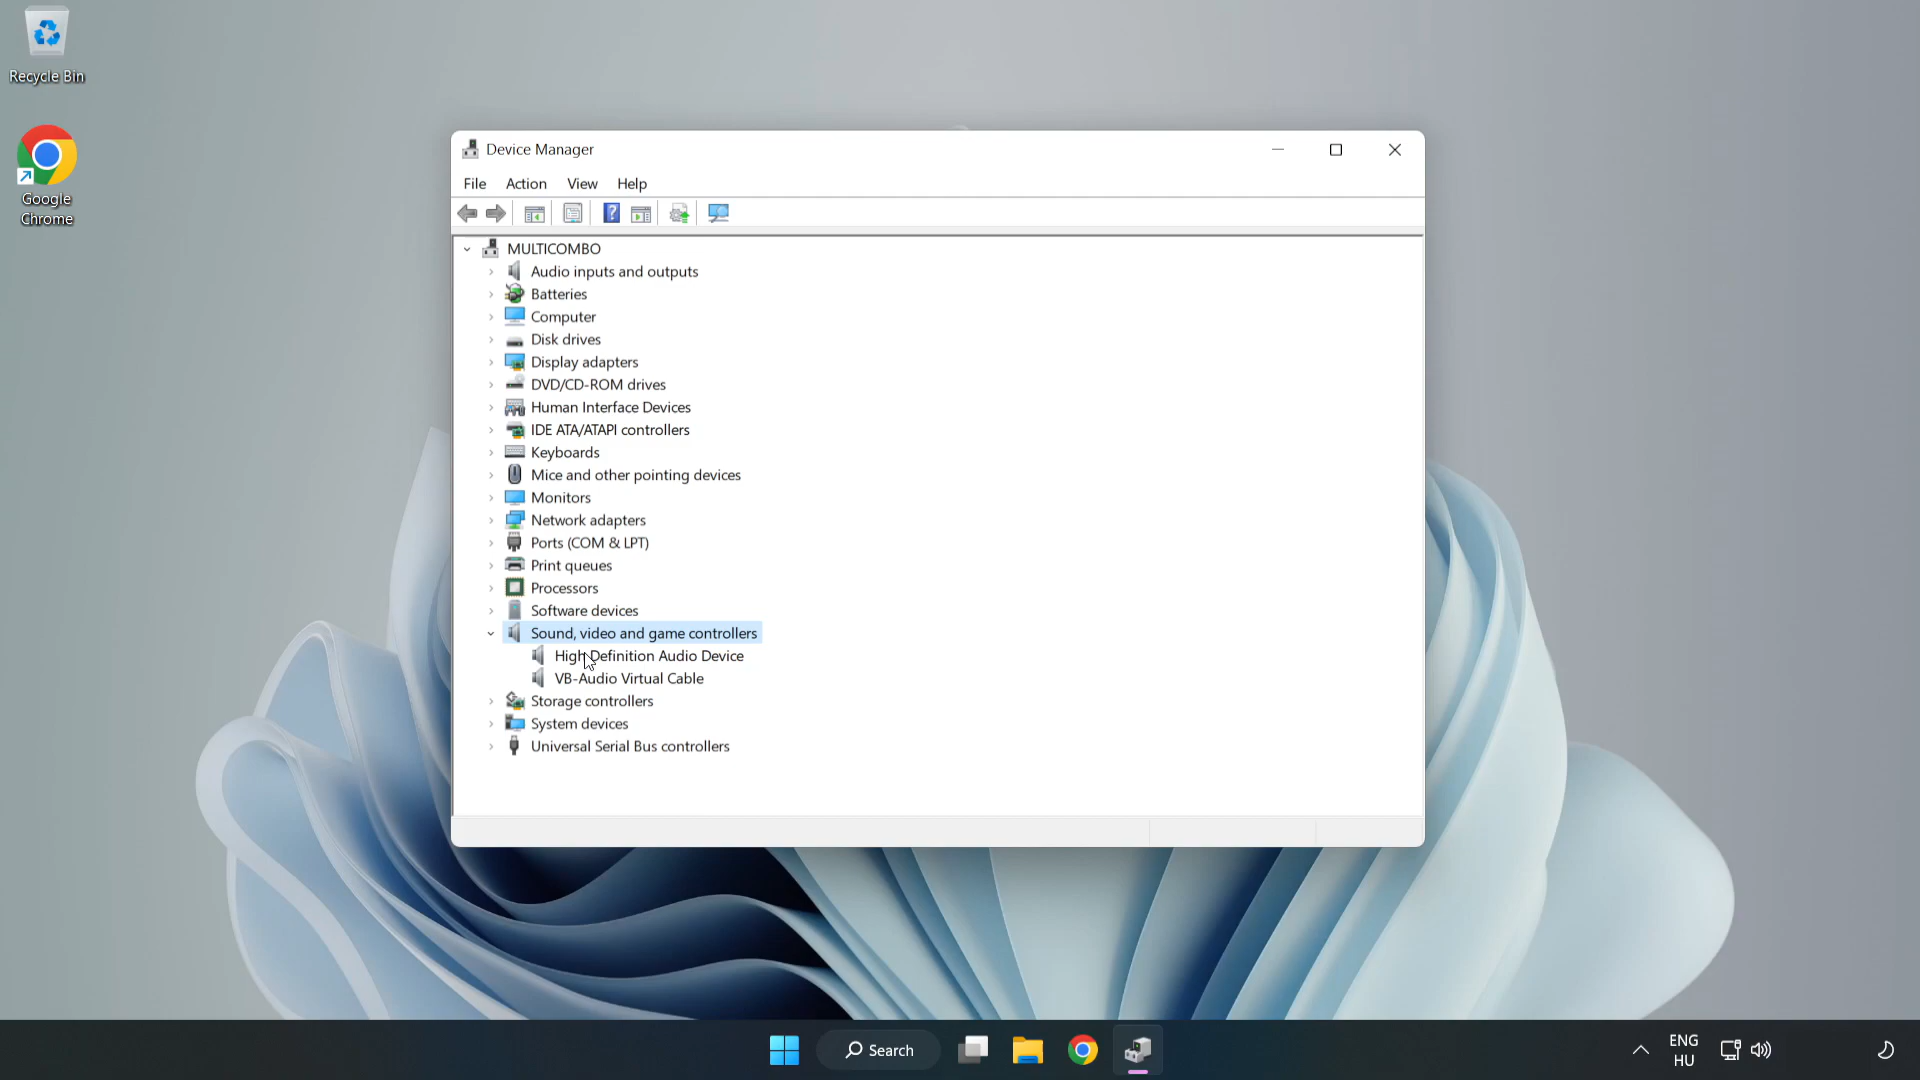 Recycle Bin
Google
Chrome
Device Manager
File Action View Help
MULTICOMBO
Audio inputs and outputs
Batteries
Computer
Disk drives
Display adapters
DVD/CD-ROM drives
Human Interface Devices
IDE ATA/ATAPI controllers
Keyboards
Mice and other pointing devices
Monitors
Network adapters
Ports (COM & LPT)
Print queues
Processors
Software devices
Sound, video and game controllers
High Definition Audio Device
VB-Audio Virtual Cable
Storage controllers
System devices
Universal Serial Bus controllers
Search
ENG
HU